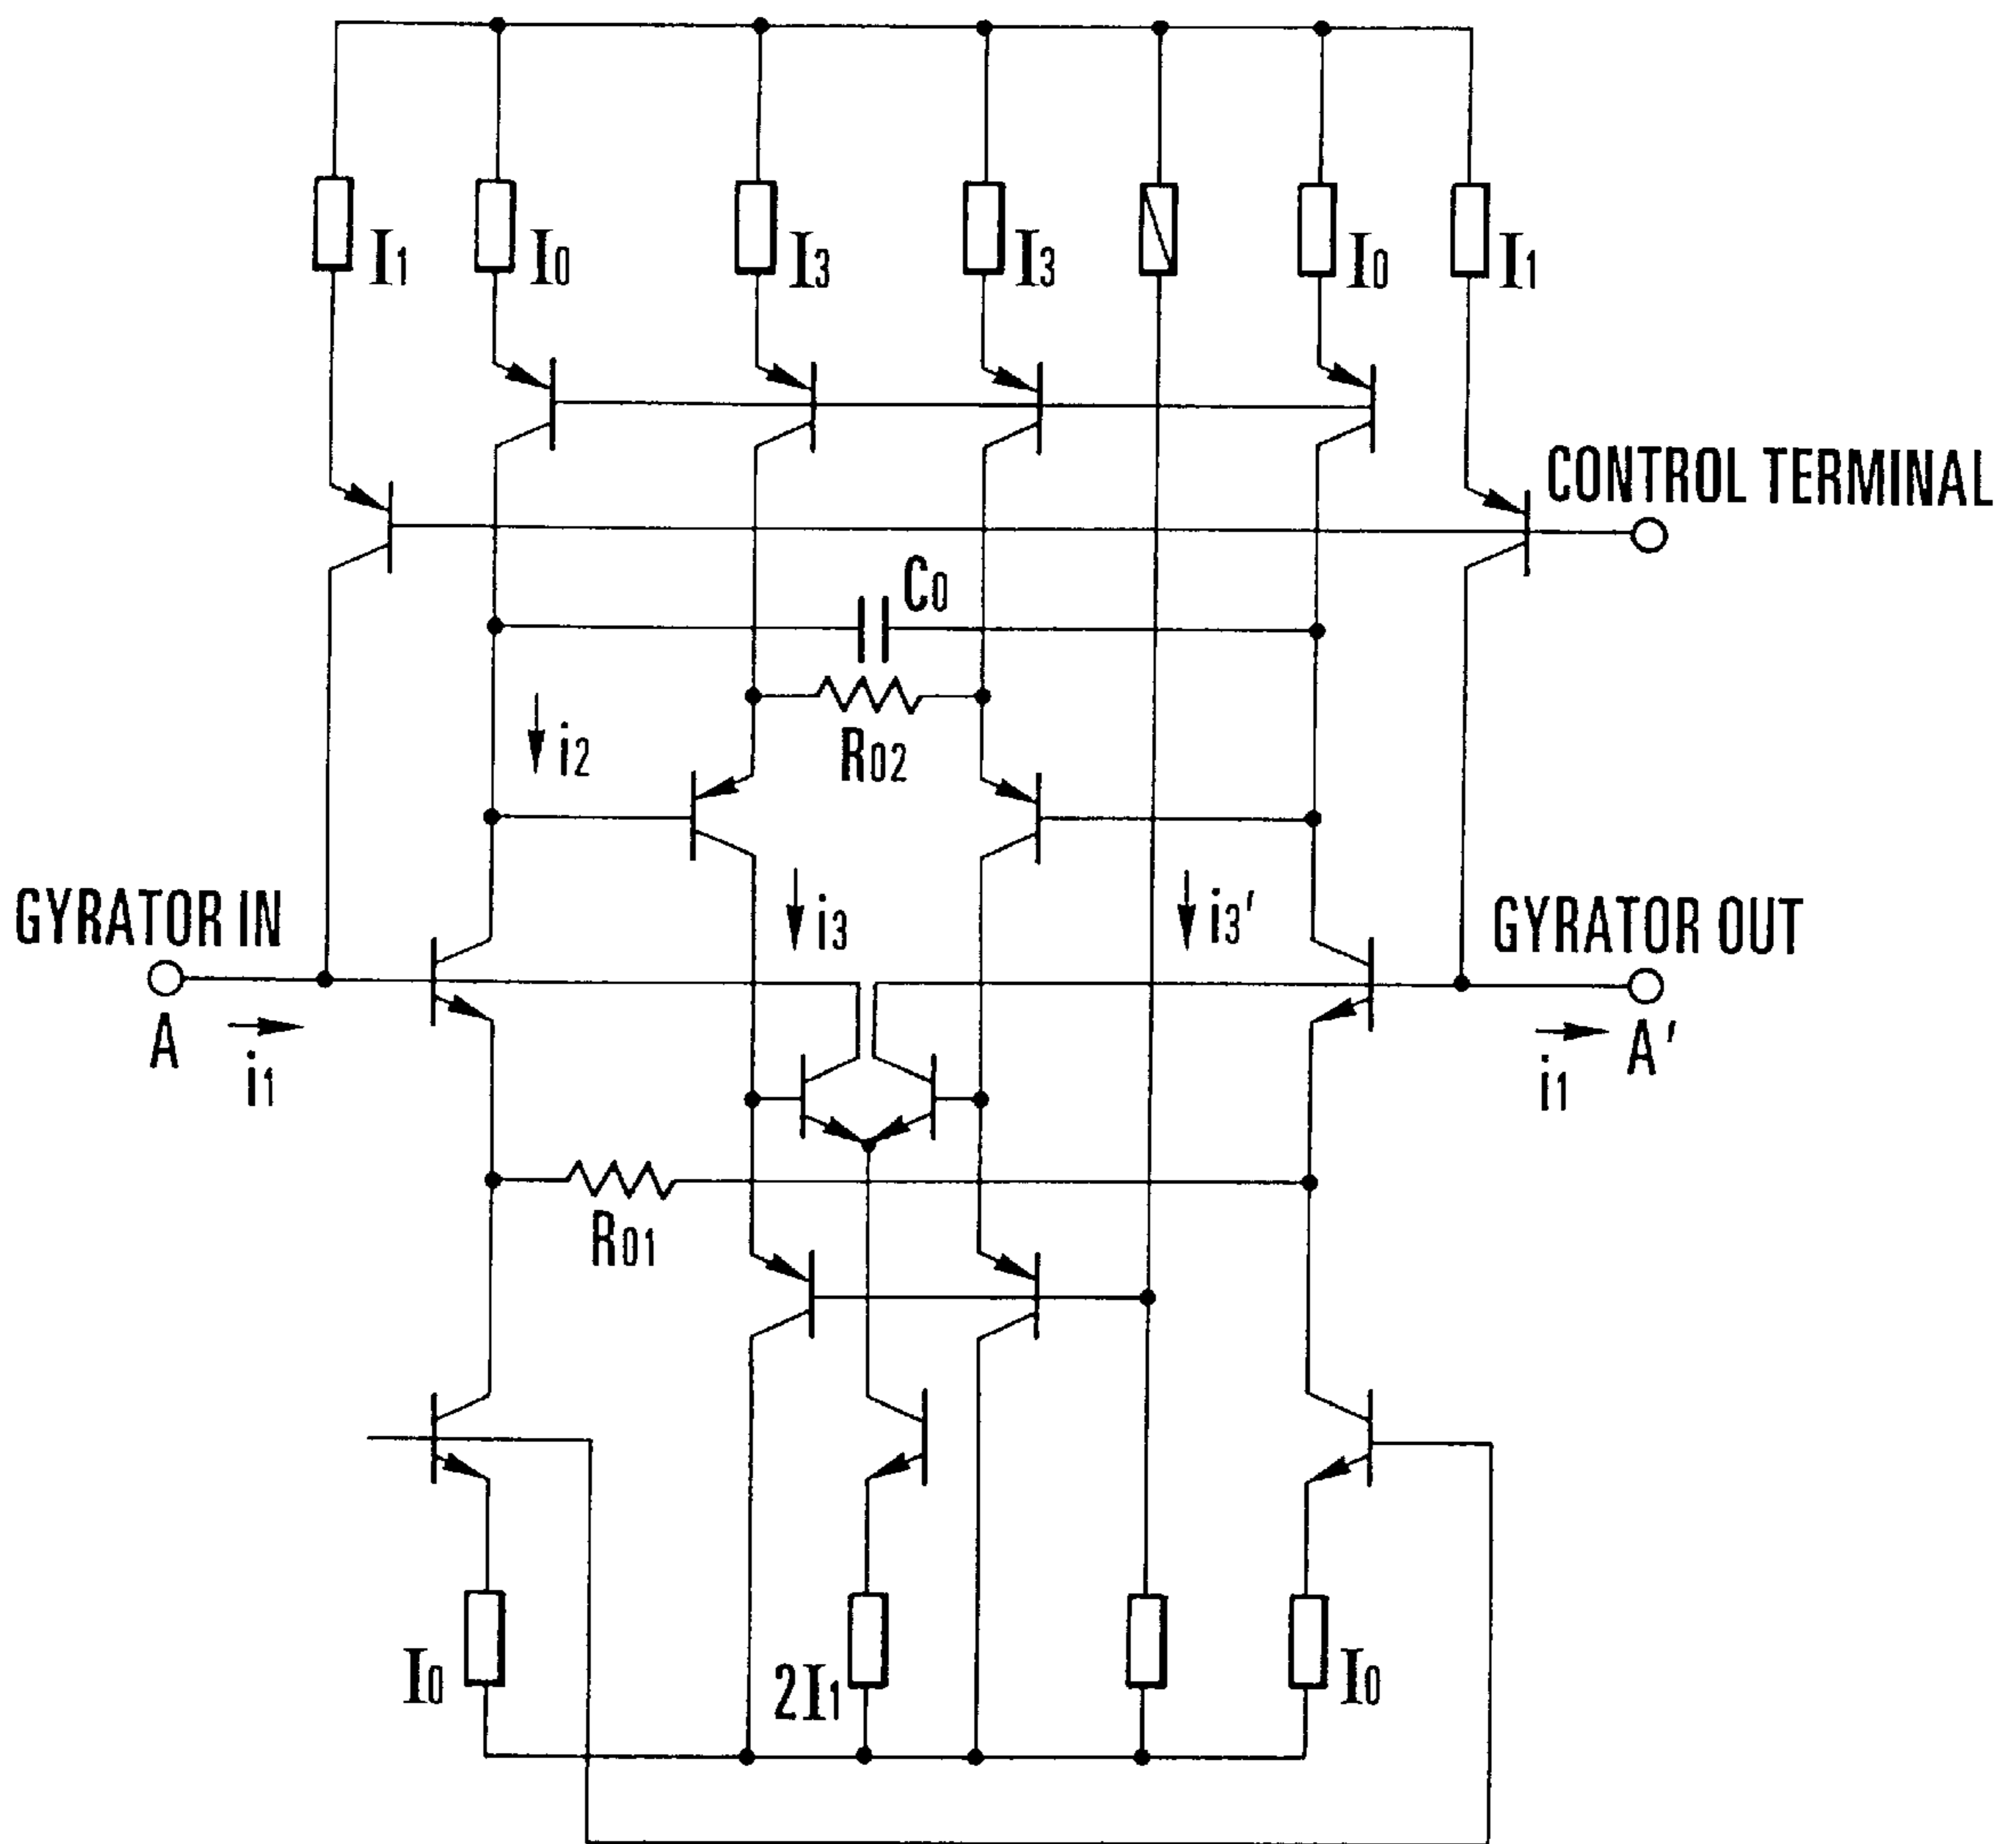 I1
I0
I3
I3
I0
I1
CONTROL TERMINAL
C0
R02
i2
GYRATOR IN
i3
i3'
GYRATOR OUT
A
i1
i1
A'
R01
I0
2I1
I0